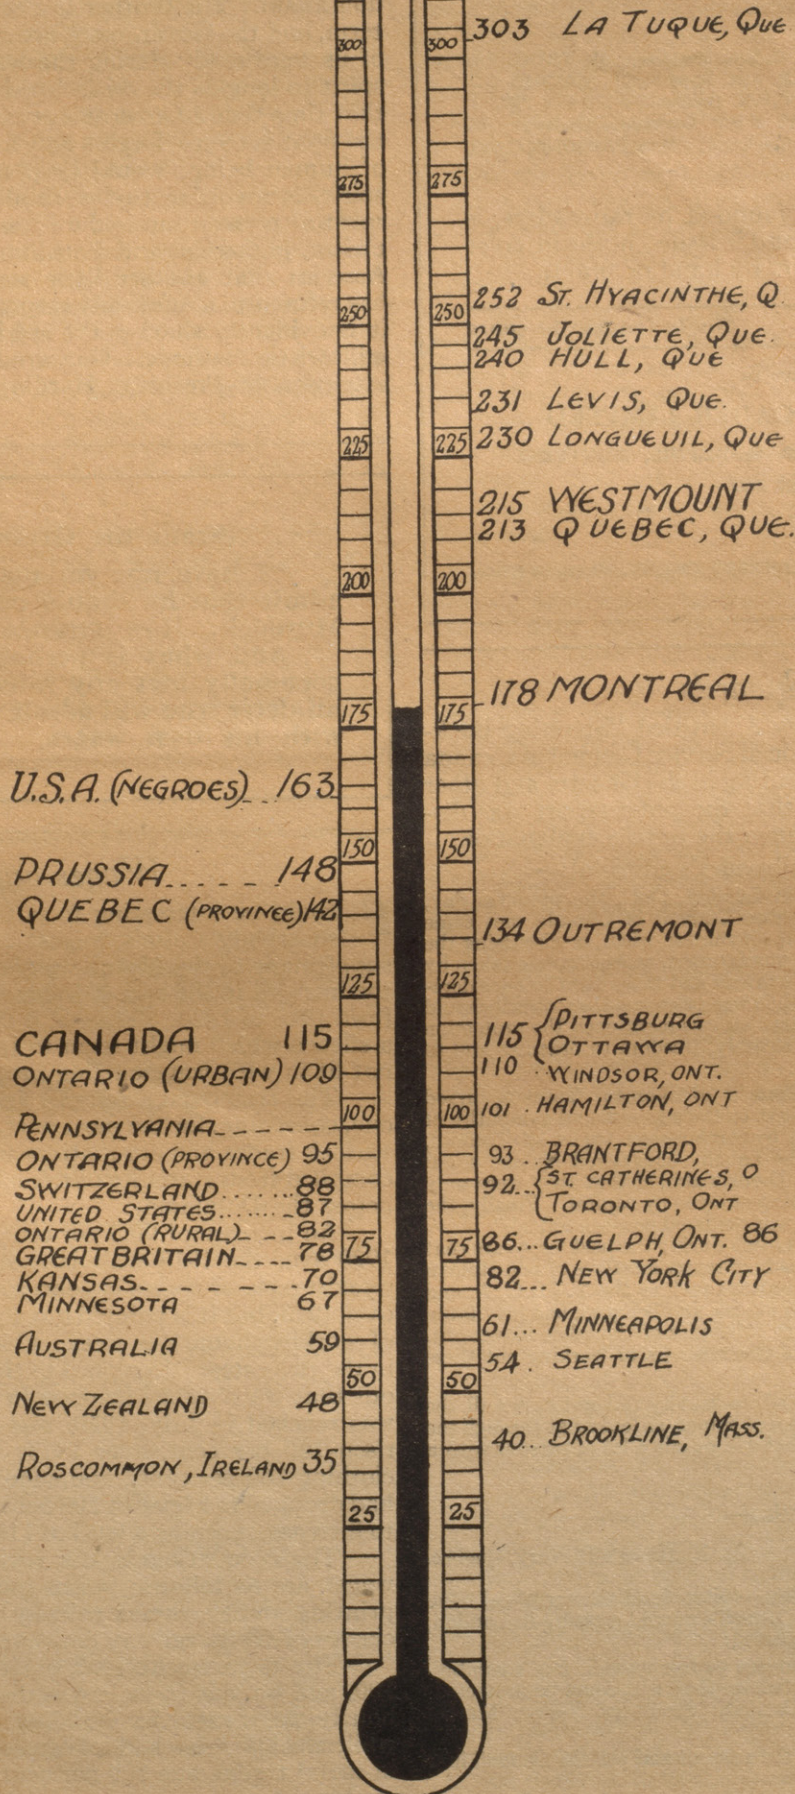 303 LA TUQUE, QUE
300 300
275 275
252 ST. HYACINTHE, Q
250 250
245 JOLIETTE, QUE.
240 HULL, QUE
231 LEVIS, QUE.
225 225 230 LONGUEUIL, QUE
215 WESTMOUNT
213 QUEBEC, QUE.
200 200
178 MONTREAL
175 175
U.S.A. (NEGROES) 163
150 150
PRUSSIA..... 148
QUEBEC (PROVINCE) 142
134 OUTREMONT
125 125
CANADA 115
115 { PITTSBURG
OTTAWA
ONTARIO (URBAN) 109
110 . WINDSOR, ONT.
100 100 101 . HAMILTON, ONT
PENNSYLVANIA
ONTARIO (PROVINCE) 95
93 .. BRANTFORD,
SWITZERLAND...... 88
92.. { ST. CATHERINES, O
TORONTO, ONT
UNITED STATES....... 87
ONTARIO (RURAL) 82
GREAT BRITAIN.... 78
75 75 86... GUELPH, ONT. 86
KANSAS 70
82... NEW YORK CITY
MINNESOTA 67
61... MINNEAPOLIS
AUSTRALIA 59
54 . SEATTLE
50 50
NEW ZEALAND 48
40.. BROOKLINE, MASS.
ROSCOMMON, IRELAND 35
25 25